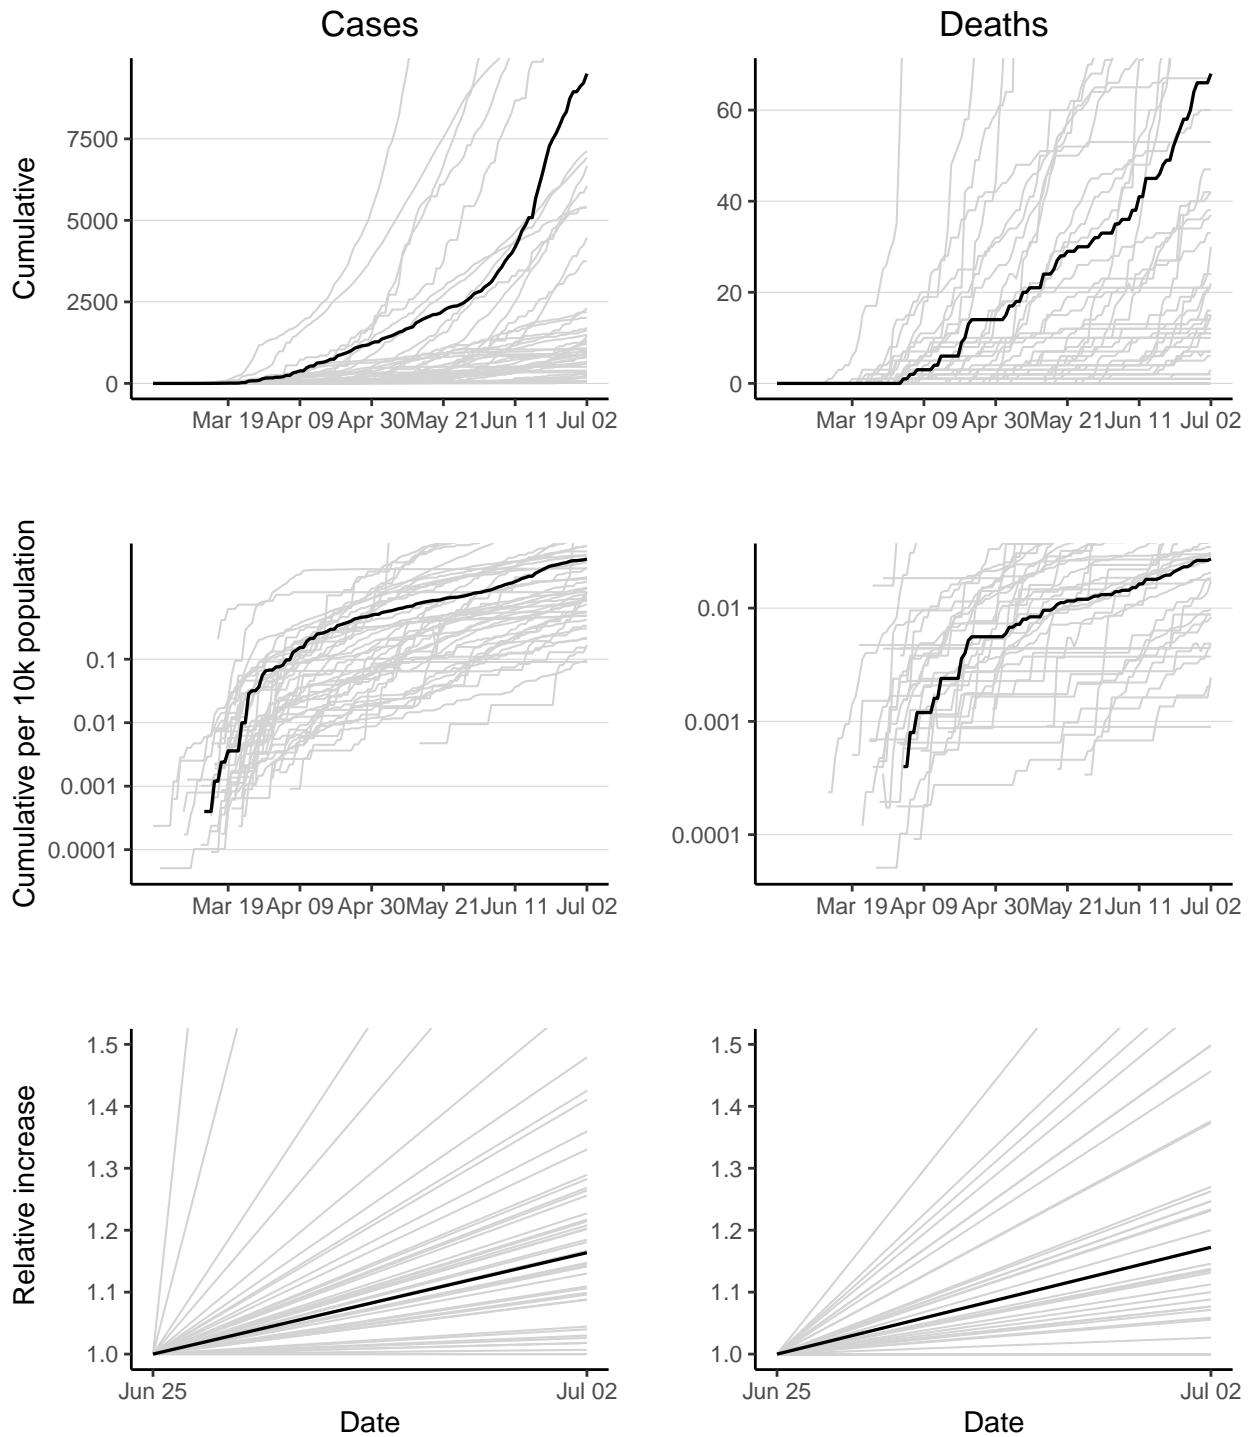 Cases
Deaths
Cumulative
7500
5000
2500
0
Mar 19 Apr 09 Apr 30 May 21 Jun 11 Jul 02
60
40
20
0
Mar 19 Apr 09 Apr 30 May 21 Jun 11 Jul 02
Cumulative per 10k population
0.1
0.01
0.001
0.0001
Mar 19 Apr 09 Apr 30 May 21 Jun 11 Jul 02
0.01
0.001
0.0001
Mar 19 Apr 09 Apr 30 May 21 Jun 11 Jul 02
Relative increase
1.5
1.4
1.3
1.2
1.1
1.0
Jun 25 Jul 02
Date
1.5
1.4
1.3
1.2
1.1
1.0
Jun 25 Jul 02
Date